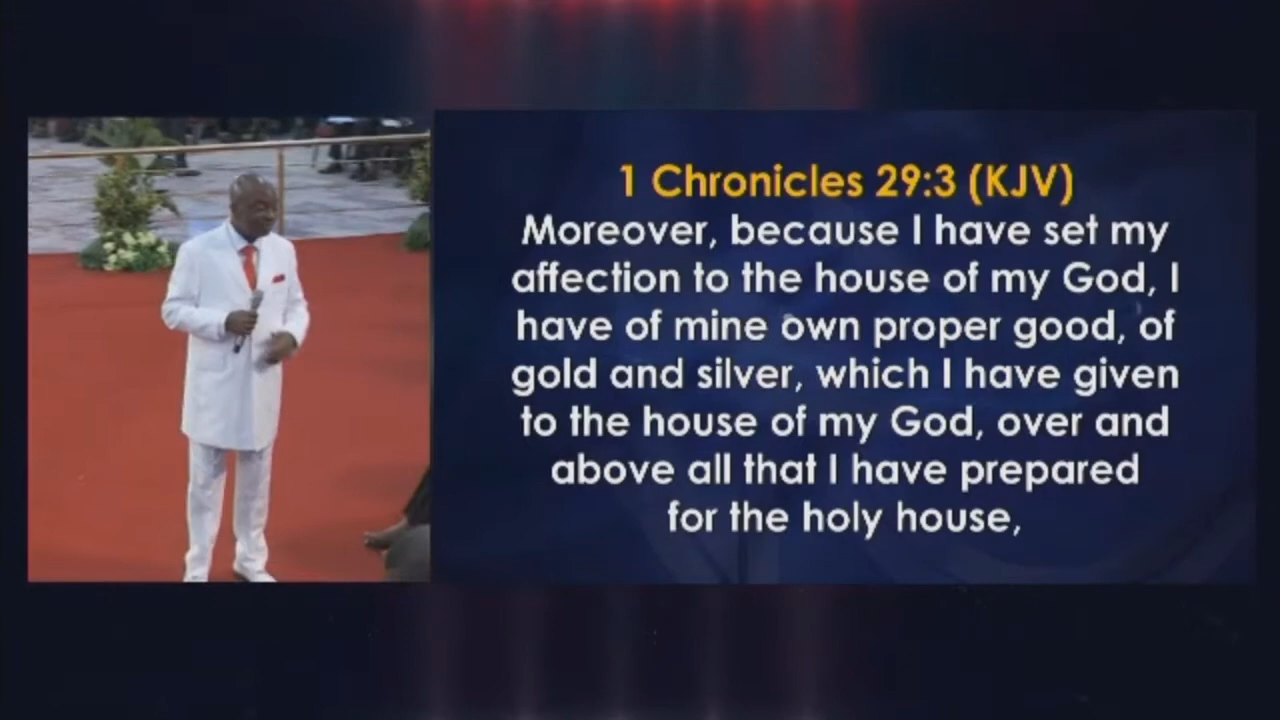 1 Chronicles 29:3 (KJV)
Moreover, because I have set my
affection to the house of my God, I
have of mine own proper good, of
gold and silver, which I have given
to the house of my God, over and
above all that I have prepared
for the holy house,